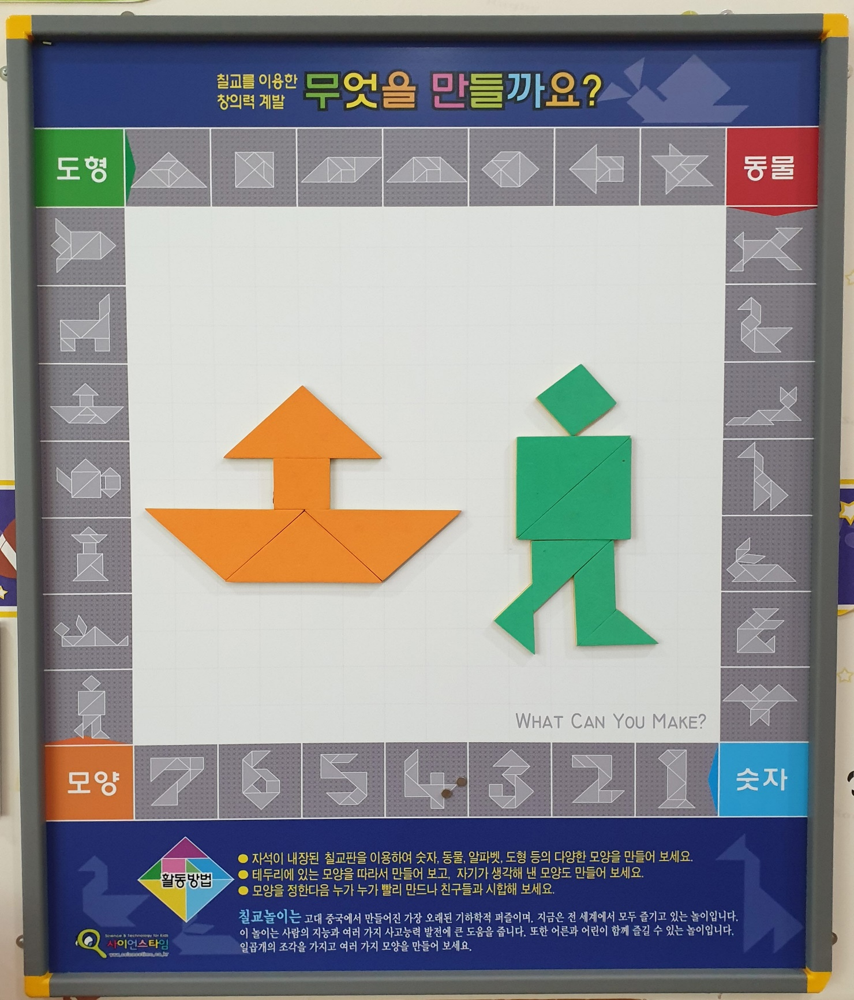 칠교를 이용한
창의력 계발
무엇을 만들까요?
도형
동물
WHAT CAN YOU MAKE?
모양
숫자
활동방법
● 자석이 내장된 칠교판을 이용하여 숫자, 동물, 알파벳, 도형 등의 다양한 모양을 만들어 보세요.
● 테두리에 있는 모양을 따라서 만들어 보고, 자기가 생각해 낸 모양도 만들어 보세요.
● 모양을 정한다음 누가 누가 빨리 만드나 친구들과 시합해 보세요.
칠교놀이는 고대 중국에서 만들어진 가장 오래된 기하학적 퍼즐이며, 지금은 전 세계에서 모두 즐기고 있는 놀이입니다.
이 놀이는 사람의 지능과 여러 가지 사고능력 발전에 큰 도움을 줍니다. 또한 어른과 어린이 함께 즐길 수 있는 놀이입니다.
일곱개의 조각을 가지고 여러 가지 모양을 만들어 보세요.
Science & Technology for Kids
사이언스타임